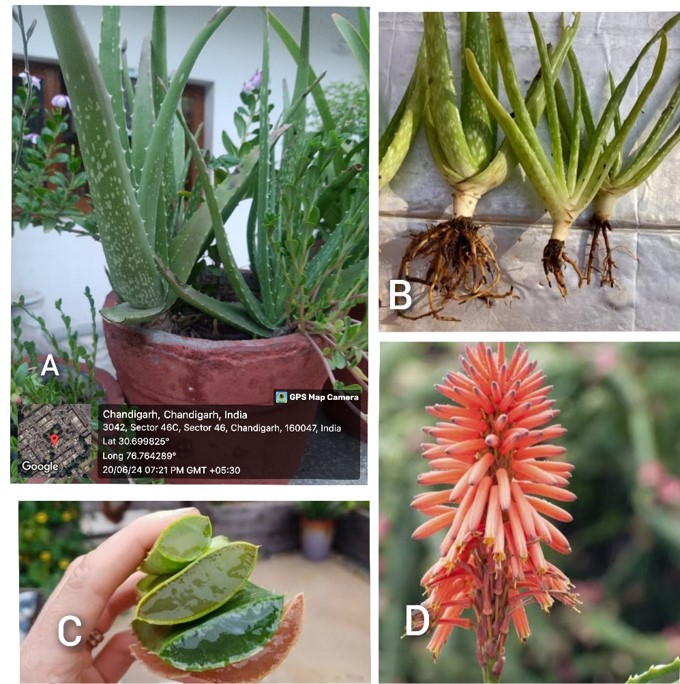 A
GPS Map Camera
Chandigarh, Chandigarh, India
3042, Sector 46C, Sector 46, Chandigarh, 160047, India
Lat 30.699825°
Long 76.764289°
20/06/24 07:21 PM GMT +05:30
Google
B
C
D